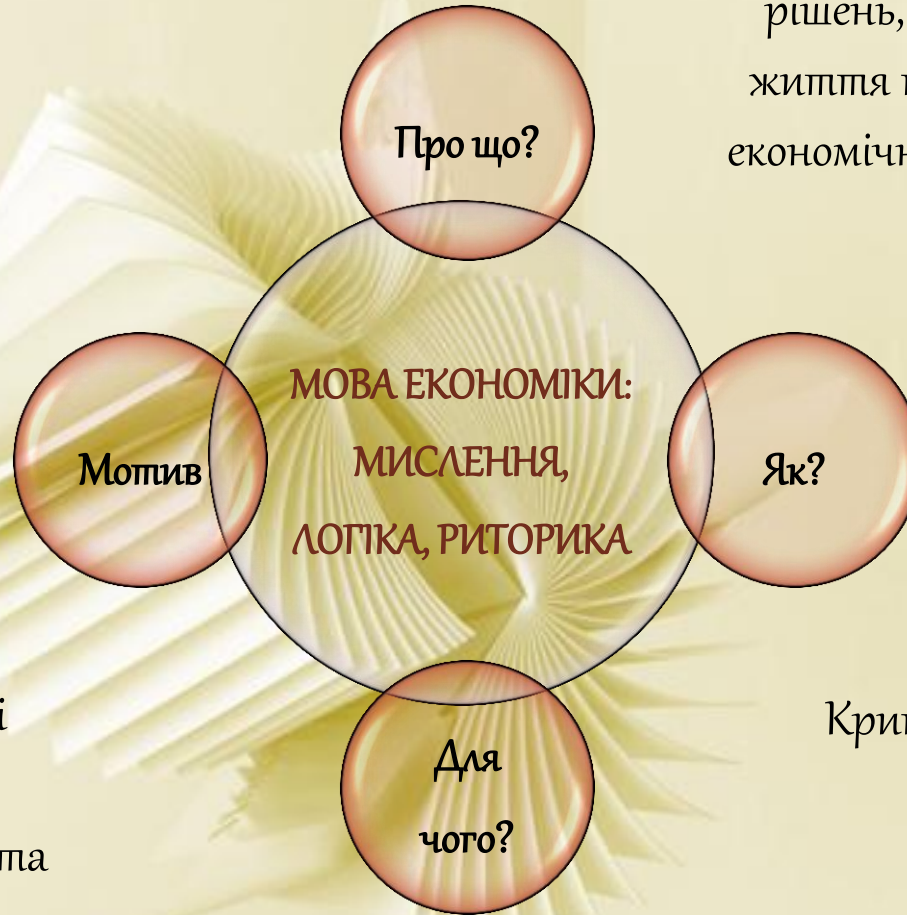 рішень,
життя
економічн
Про що?
МОВА ЕКОНОМІКИ:
МИСЛЕННЯ,
ЛОГІКА, РИТОРИКА
Мотив
Як?
і
Для
чого?
та